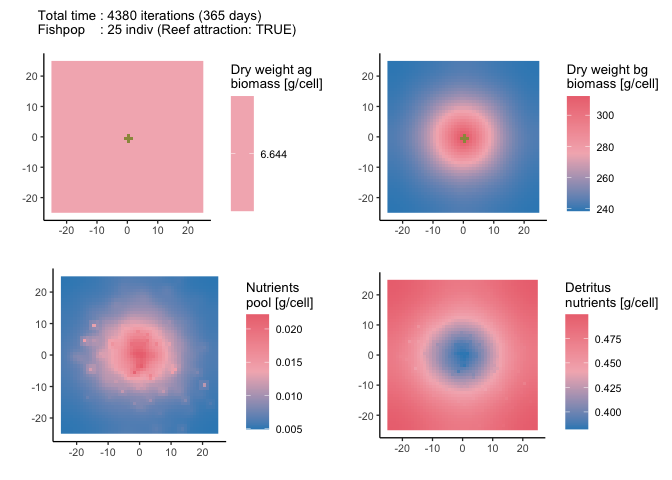 Total time : 4380 iterations (365 days)
Fishpop : 25 indiv (Reef attraction: TRUE)
Dry weight ag
biomass [g/cell]
20
10
0
-10
-20
-20 -10 0 10 20
6.644
Dry weight bg
biomass [g/cell]
20
10
0
-10
-20
-20 -10 0 10 20
300
280
260
240
Nutrients
pool [g/cell]
20
10
0
-10
-20
-20 -10 0 10 20
0.020
0.015
0.010
0.005
Detritus
nutrients [g/cell]
20
10
0
-10
-20
-20 -10 0 10 20
0.475
0.450
0.425
0.400